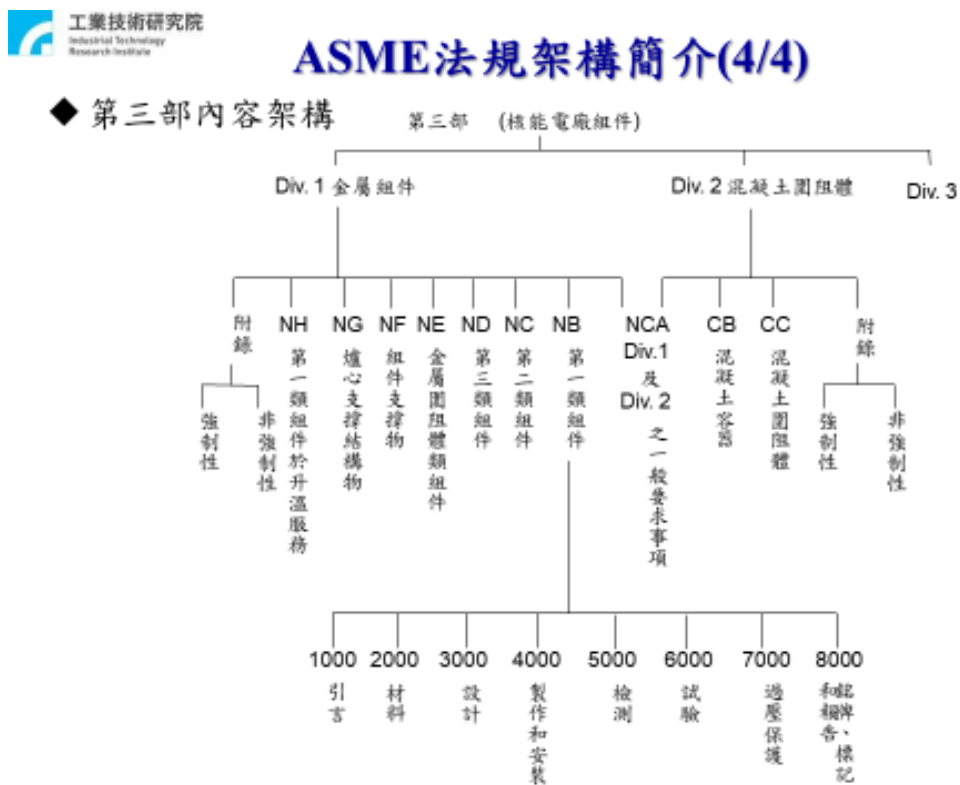 工業技術研究院
Industrial Technology
Research Institute
ASME法規架構簡介(4/4)
◆ 第三部內容架構
第三部 (核能電廠組件)
Div. 1 金屬組件
Div. 2 混凝土圍阻體
Div. 3
附錄
強制性
非強制性
NH
第一類組件於升溫服務
NG
爐心支撐結構物
NF
組件支撐物
NE
金屬圍阻體類組件
ND
第三類組件
NC
第二類組件
NB
第一類組件
NCA
Div.1
及
Div. 2
之一般要求事項
CB
混凝土容器
CC
混凝土圍阻體
附錄
強制性
非強制性
1000
引言
2000
材料
3000
設計
4000
製作和安裝
5000
檢測
6000
試驗
7000
過壓保護
8000
銘牌、標記
和報告